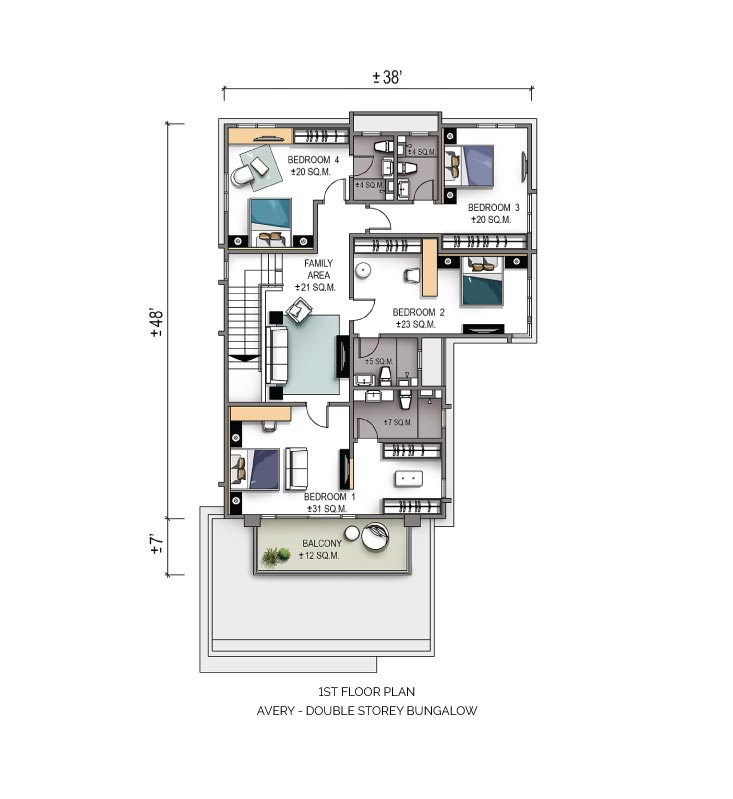 ±38'
BEDROOM 4
±20 SQ.M.
±4 SQ.M.
±4 SQ.M.
BEDROOM 3
±20 SQ.M.
FAMILY
AREA
±21 SQ.M.
±48'
BEDROOM 2
±23 SQ.M.
±5 SQ.M.
±7 SQ.M.
BEDROOM 1
±31 SQ.M.
±7'
BALCONY
±12 SQ.M.
1ST FLOOR PLAN
AVERY - DOUBLE STOREY BUNGALOW